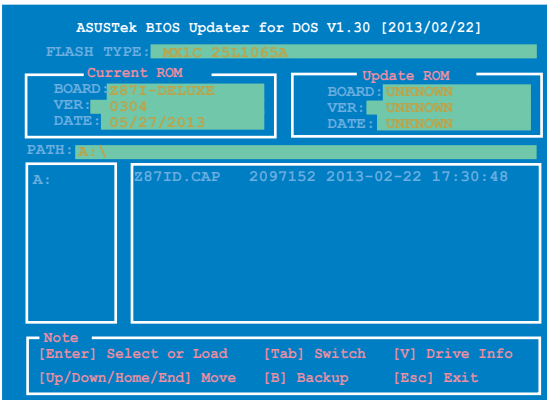 ASUSTek BIOS Updater for DOS V1.30 [2013/02/22]
FLASH TYPE: MX1C 25L1065A
Current ROM
BOARD: Z87I-DELUXE
VER: 0304
DATE: 05/27/2013
Update ROM
BOARD: UNKNOWN
VER: UNKNOWN
DATE: UNKNOWN
PATH: A:\
A:
Z87ID.CAP 2097152 2013-02-22 17:30:48
Note
[Enter] Select or Load [Tab] Switch [V] Drive Info
[Up/Down/Home/End] Move [B] Backup [Esc] Exit